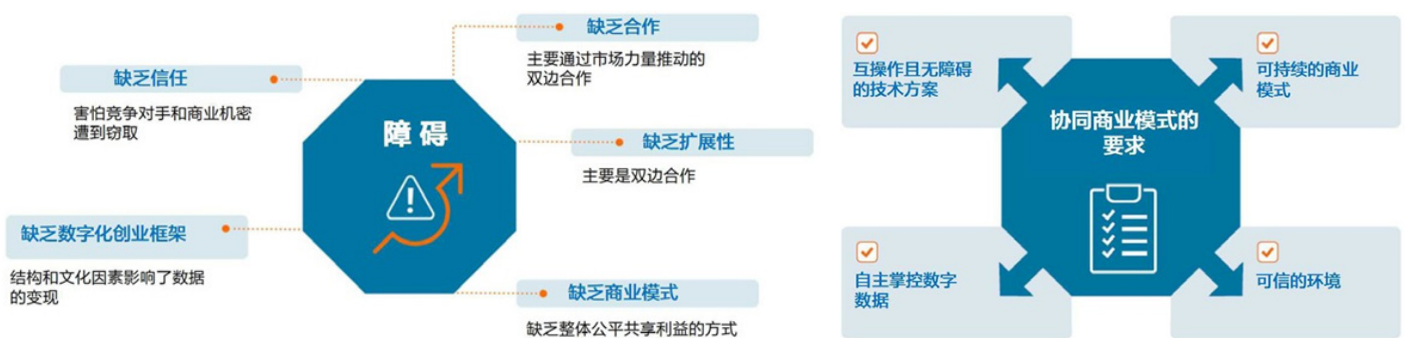 缺乏合作
主要通过市场力量推动的
双边合作
缺乏信任
害怕竞争对手和商业机密
遭到窃取
障碍
缺乏扩展性
主要是双边合作
缺乏数字化创业框架
结构和文化因素影响了数据
的变现
缺乏商业模式
缺乏整体公平共享利益的方式
互操作且无障碍
的技术方案
可持续的商业
模式
协同商业模式的
要求
自主掌控数字
数据
可信的环境